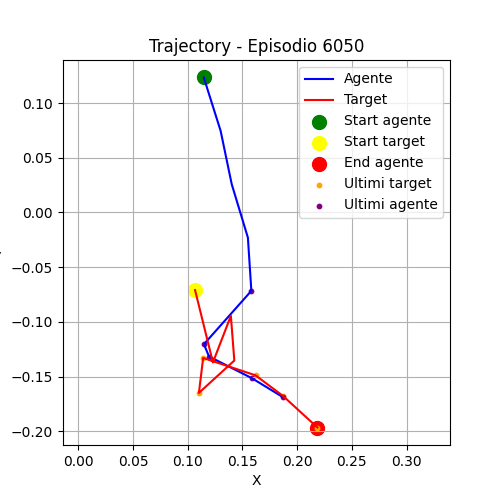 Trajectory - Episodio 6050
Agente
Target
Start agente
Start target
End agente
Ultimi target
Ultimi agente
0.10
0.05
0.00
−0.05
−0.10
−0.15
−0.20
0.00 0.05 0.10 0.15 0.20 0.25 0.30
X